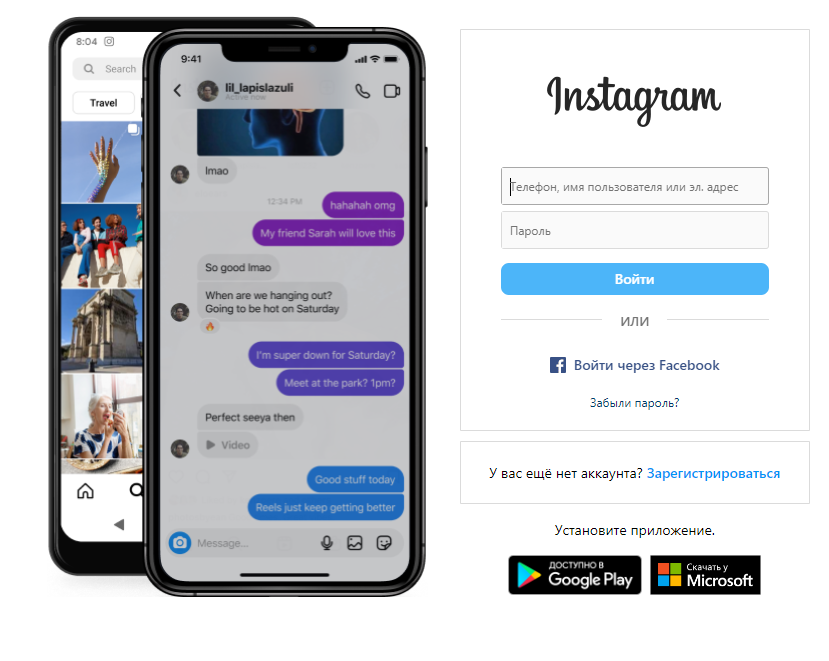 8:04
Search
Travel
9:41
lil_lapislazuli
Active now
lmao
12:34 PM
hahahah omg
My friend Sarah will love this
So good lmao
When are we hanging out?
Going to be hot on Saturday
I'm super down for Saturday?
Meet at the park? 1pm?
Perfect seeya then
Video
Good stuff today
Reels just keep getting better
Message...
Instagram
Телефон, имя пользователя или эл. адрес
Пароль
Войти
ИЛИ
Войти через Facebook
Забыли пароль?
У вас ещё нет аккаунта? Зарегистрироваться
Установите приложение.
ДОСТУПНО В
Google Play
Скачать у
Microsoft